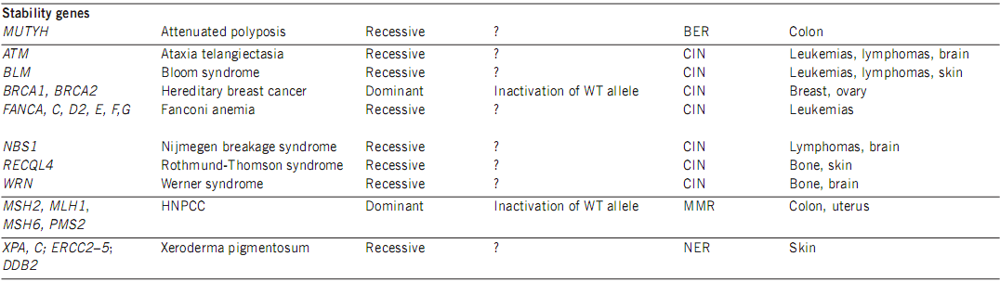 Stability genes
MUTYH Attenuated polyposis Recessive ? BER Colon
ATM Ataxia telangiectasia Recessive ? CIN Leukemias, lymphomas, brain
BLM Bloom syndrome Recessive ? CIN Leukemias, lymphomas, skin
BRCA1, BRCA2 Hereditary breast cancer Dominant Inactivation of WT allele CIN Breast, ovary
FANCA, C, D2, E, F,G Fanconi anemia Recessive ? CIN Leukemias
NBS1 Nijmegen breakage syndrome Recessive ? CIN Lymphomas, brain
RECQL4 Rothmund-Thomson syndrome Recessive ? CIN Bone, skin
WRN Werner syndrome Recessive ? CIN Bone, brain
MSH2, MLH1, HNPCC Dominant Inactivation of WT allele MMR Colon, uterus
MSH6, PMS2
XPA, C; ERCC2–5; Xeroderma pigmentosum Recessive ? NER Skin
DDB2